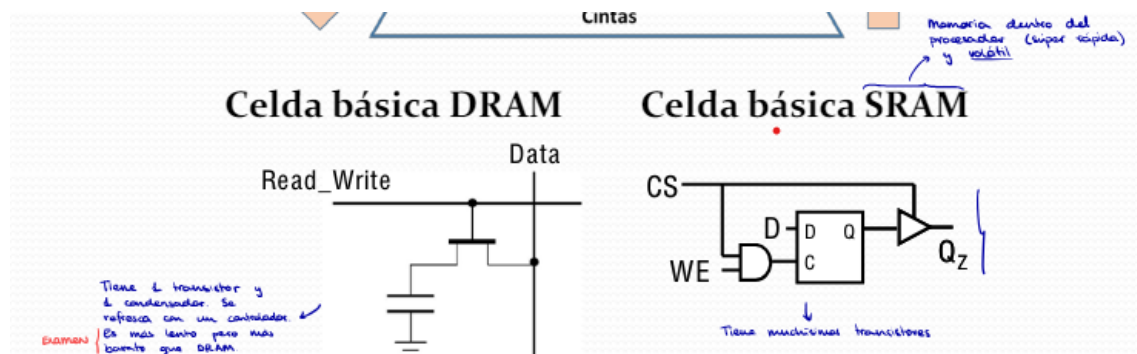 Cintas
Memoria dentro del
procesador (súper rápida)
y volátil
Celda básica DRAM
Celda básica SRAM
Data
Read_Write
CS
D
D Q
C
WE
Qz
Tiene 1 transistor y
1 condensador. Se
refresca con un controlador.
Examen
Es más lento pero más
barato que DRAM.
Tiene muchísimos transistores